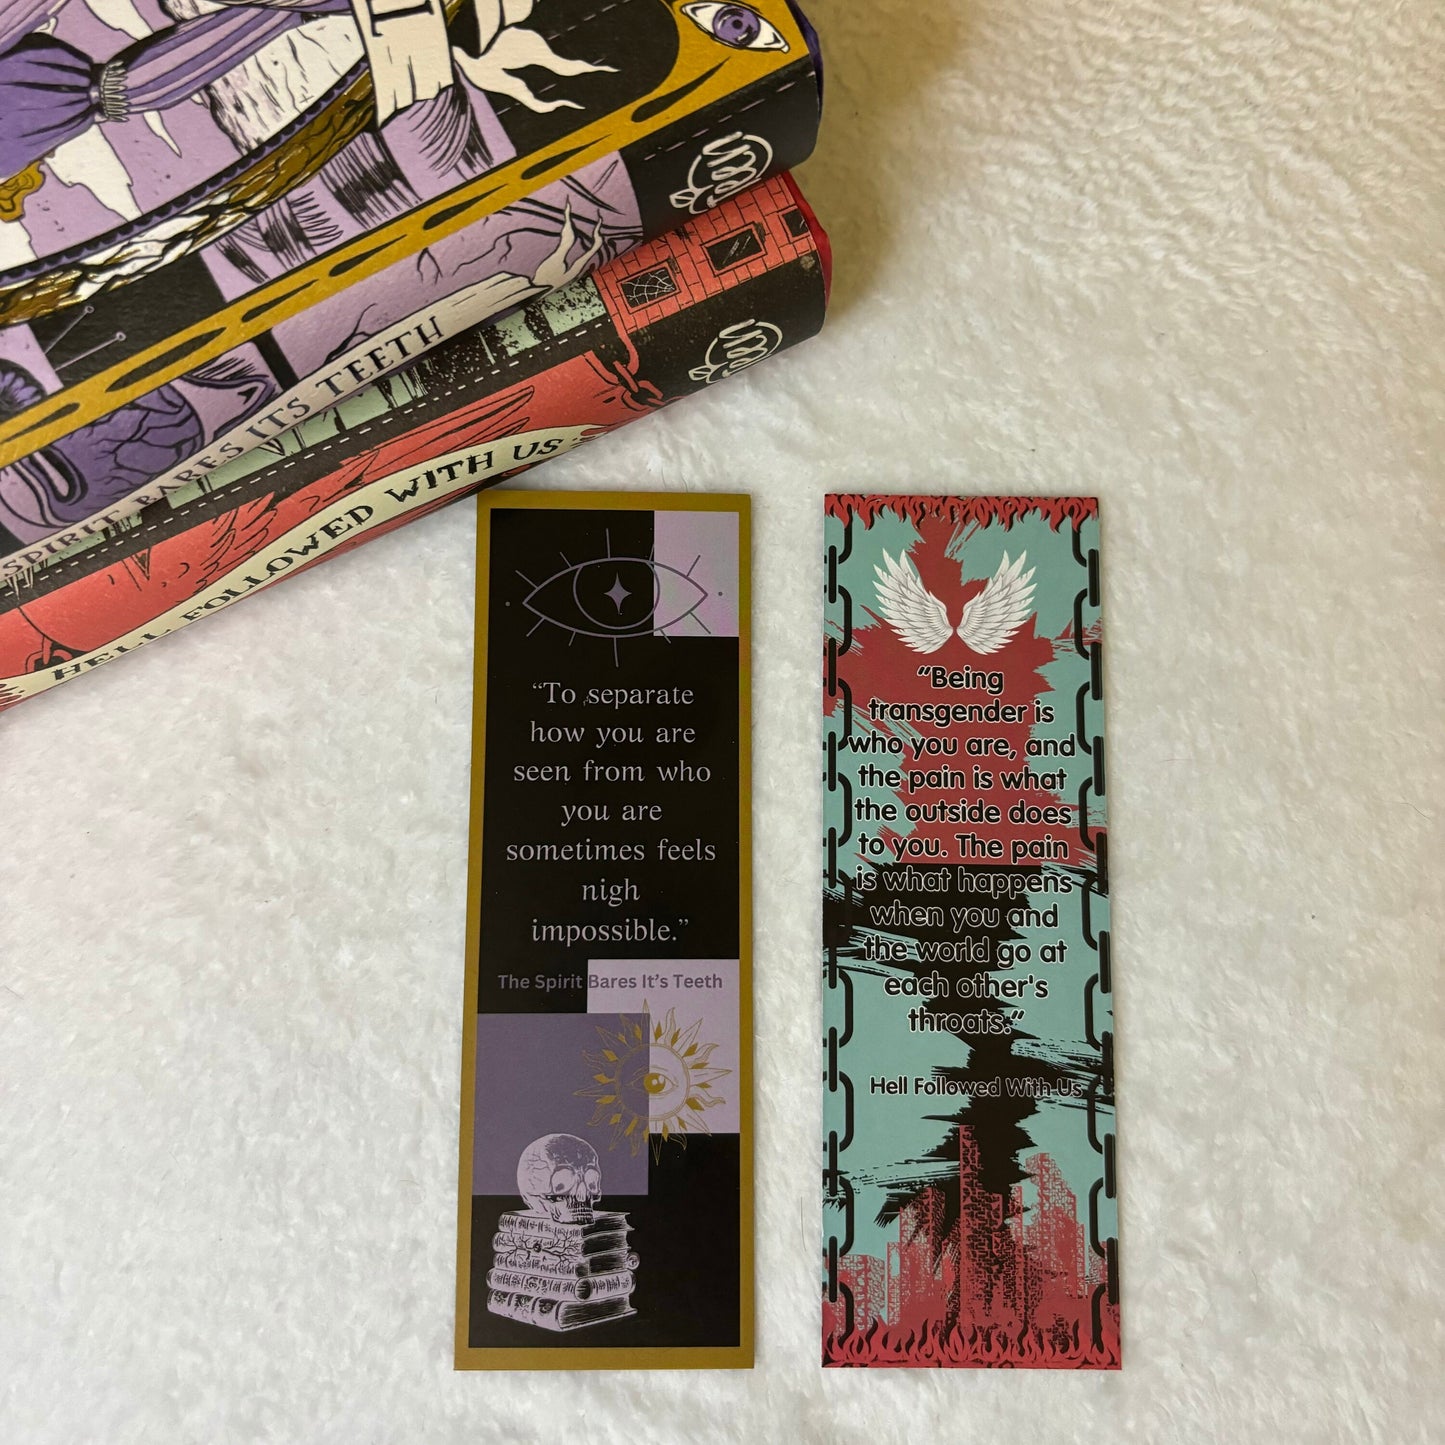 SPIRIT BARES ITS TEETH
HELL FOLLOWED WITH US
“To separate
how you are
seen from who
you are
sometimes feels
nigh
impossible.”
The Spirit Bares It’s Teeth
“Being
transgender is
who you are, and
the pain is what
the outside does
to you. The pain
is what happens
when you and
the world go at
each other's
throats.”
Hell Followed With Us